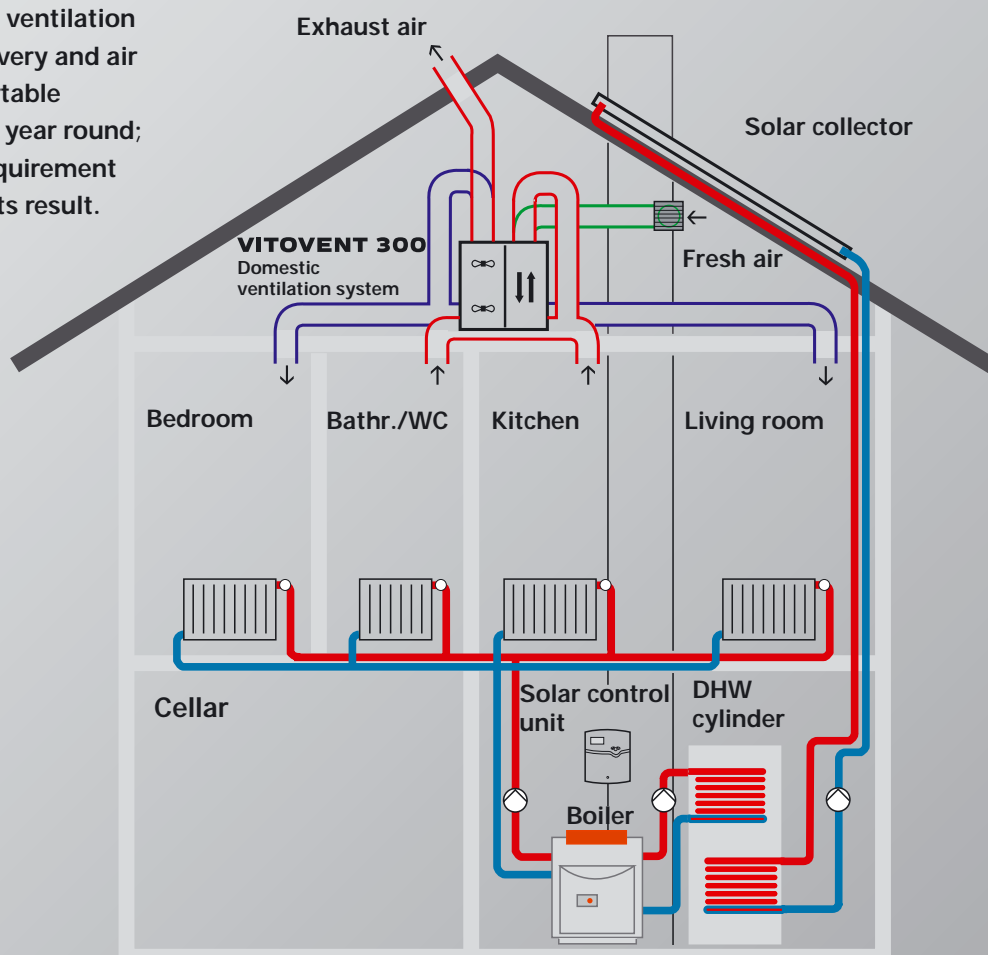 ventilation
very and air
table
year round;
quirement
ts result.
Exhaust air
Solar collector
VITOVENT 300
Domestic
ventilation system
Fresh air
Bedroom
Bathr./WC
Kitchen
Living room
Cellar
Solar control
unit
DHW
cylinder
Boiler